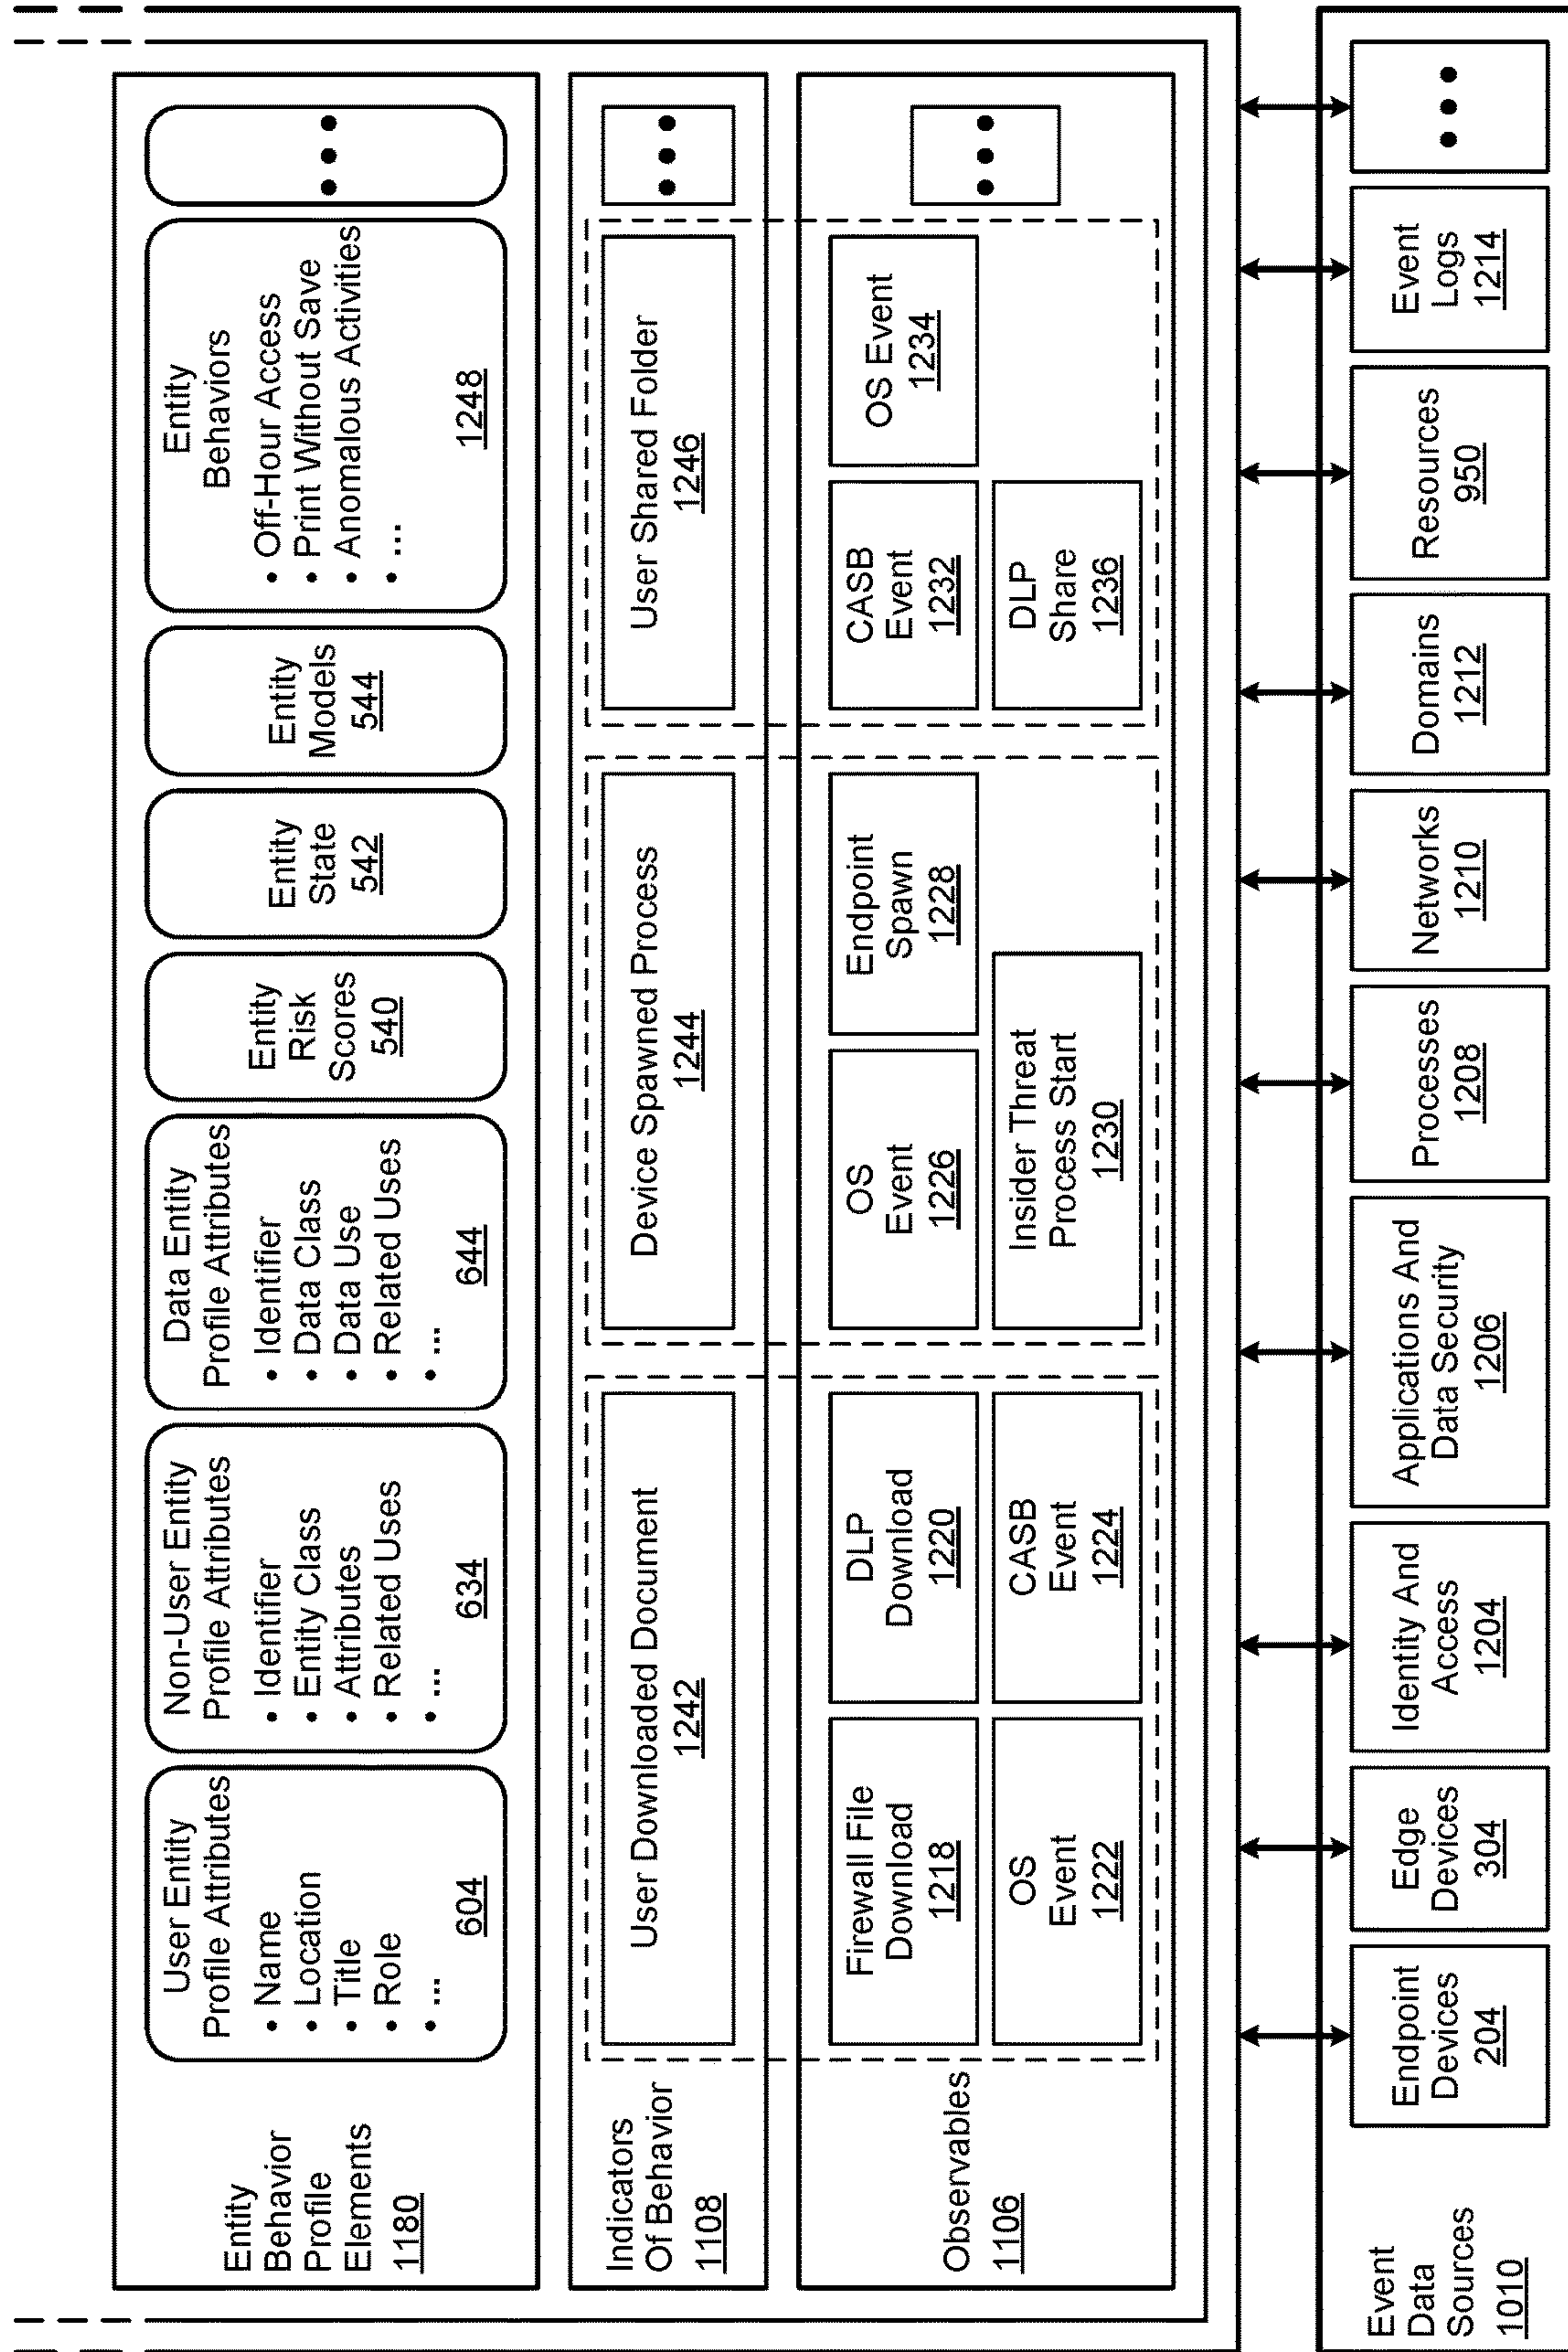 Entity
Behavior
Profile
Elements
1180
User Entity
Profile Attributes
• Name
• Location
• Title
• Role
• ...
604
Non-User Entity
Profile Attributes
• Identifier
• Entity Class
• Attributes
• Related Uses
• ...
634
Data Entity
Profile Attributes
• Identifier
• Data Class
• Data Use
• Related Uses
• ...
644
Entity
Risk
Scores
540
Entity
State
542
Entity
Models
544
Entity
Behaviors
• Off-Hour Access
• Print Without Save
• Anomalous Activities
• ...
1248
• • •
Indicators
Of Behavior
1108
User Downloaded Document
1242
Device Spawned Process
1244
User Shared Folder
1246
• • •
Observables
1106
Firewall File
Download
1218
DLP
Download
1220
OS
Event
1222
CASB
Event
1224
OS
Event
1226
Endpoint
Spawn
1228
Insider Threat
Process Start
1230
CASB
Event
1232
OS Event
1234
DLP
Share
1236
• • •
Event
Data
Sources
1010
Endpoint
Devices
204
Edge
Devices
304
Identity And
Access
1204
Applications And
Data Security
1206
Processes
1208
Networks
1210
Domains
1212
Resources
950
Event
Logs
1214
• • •